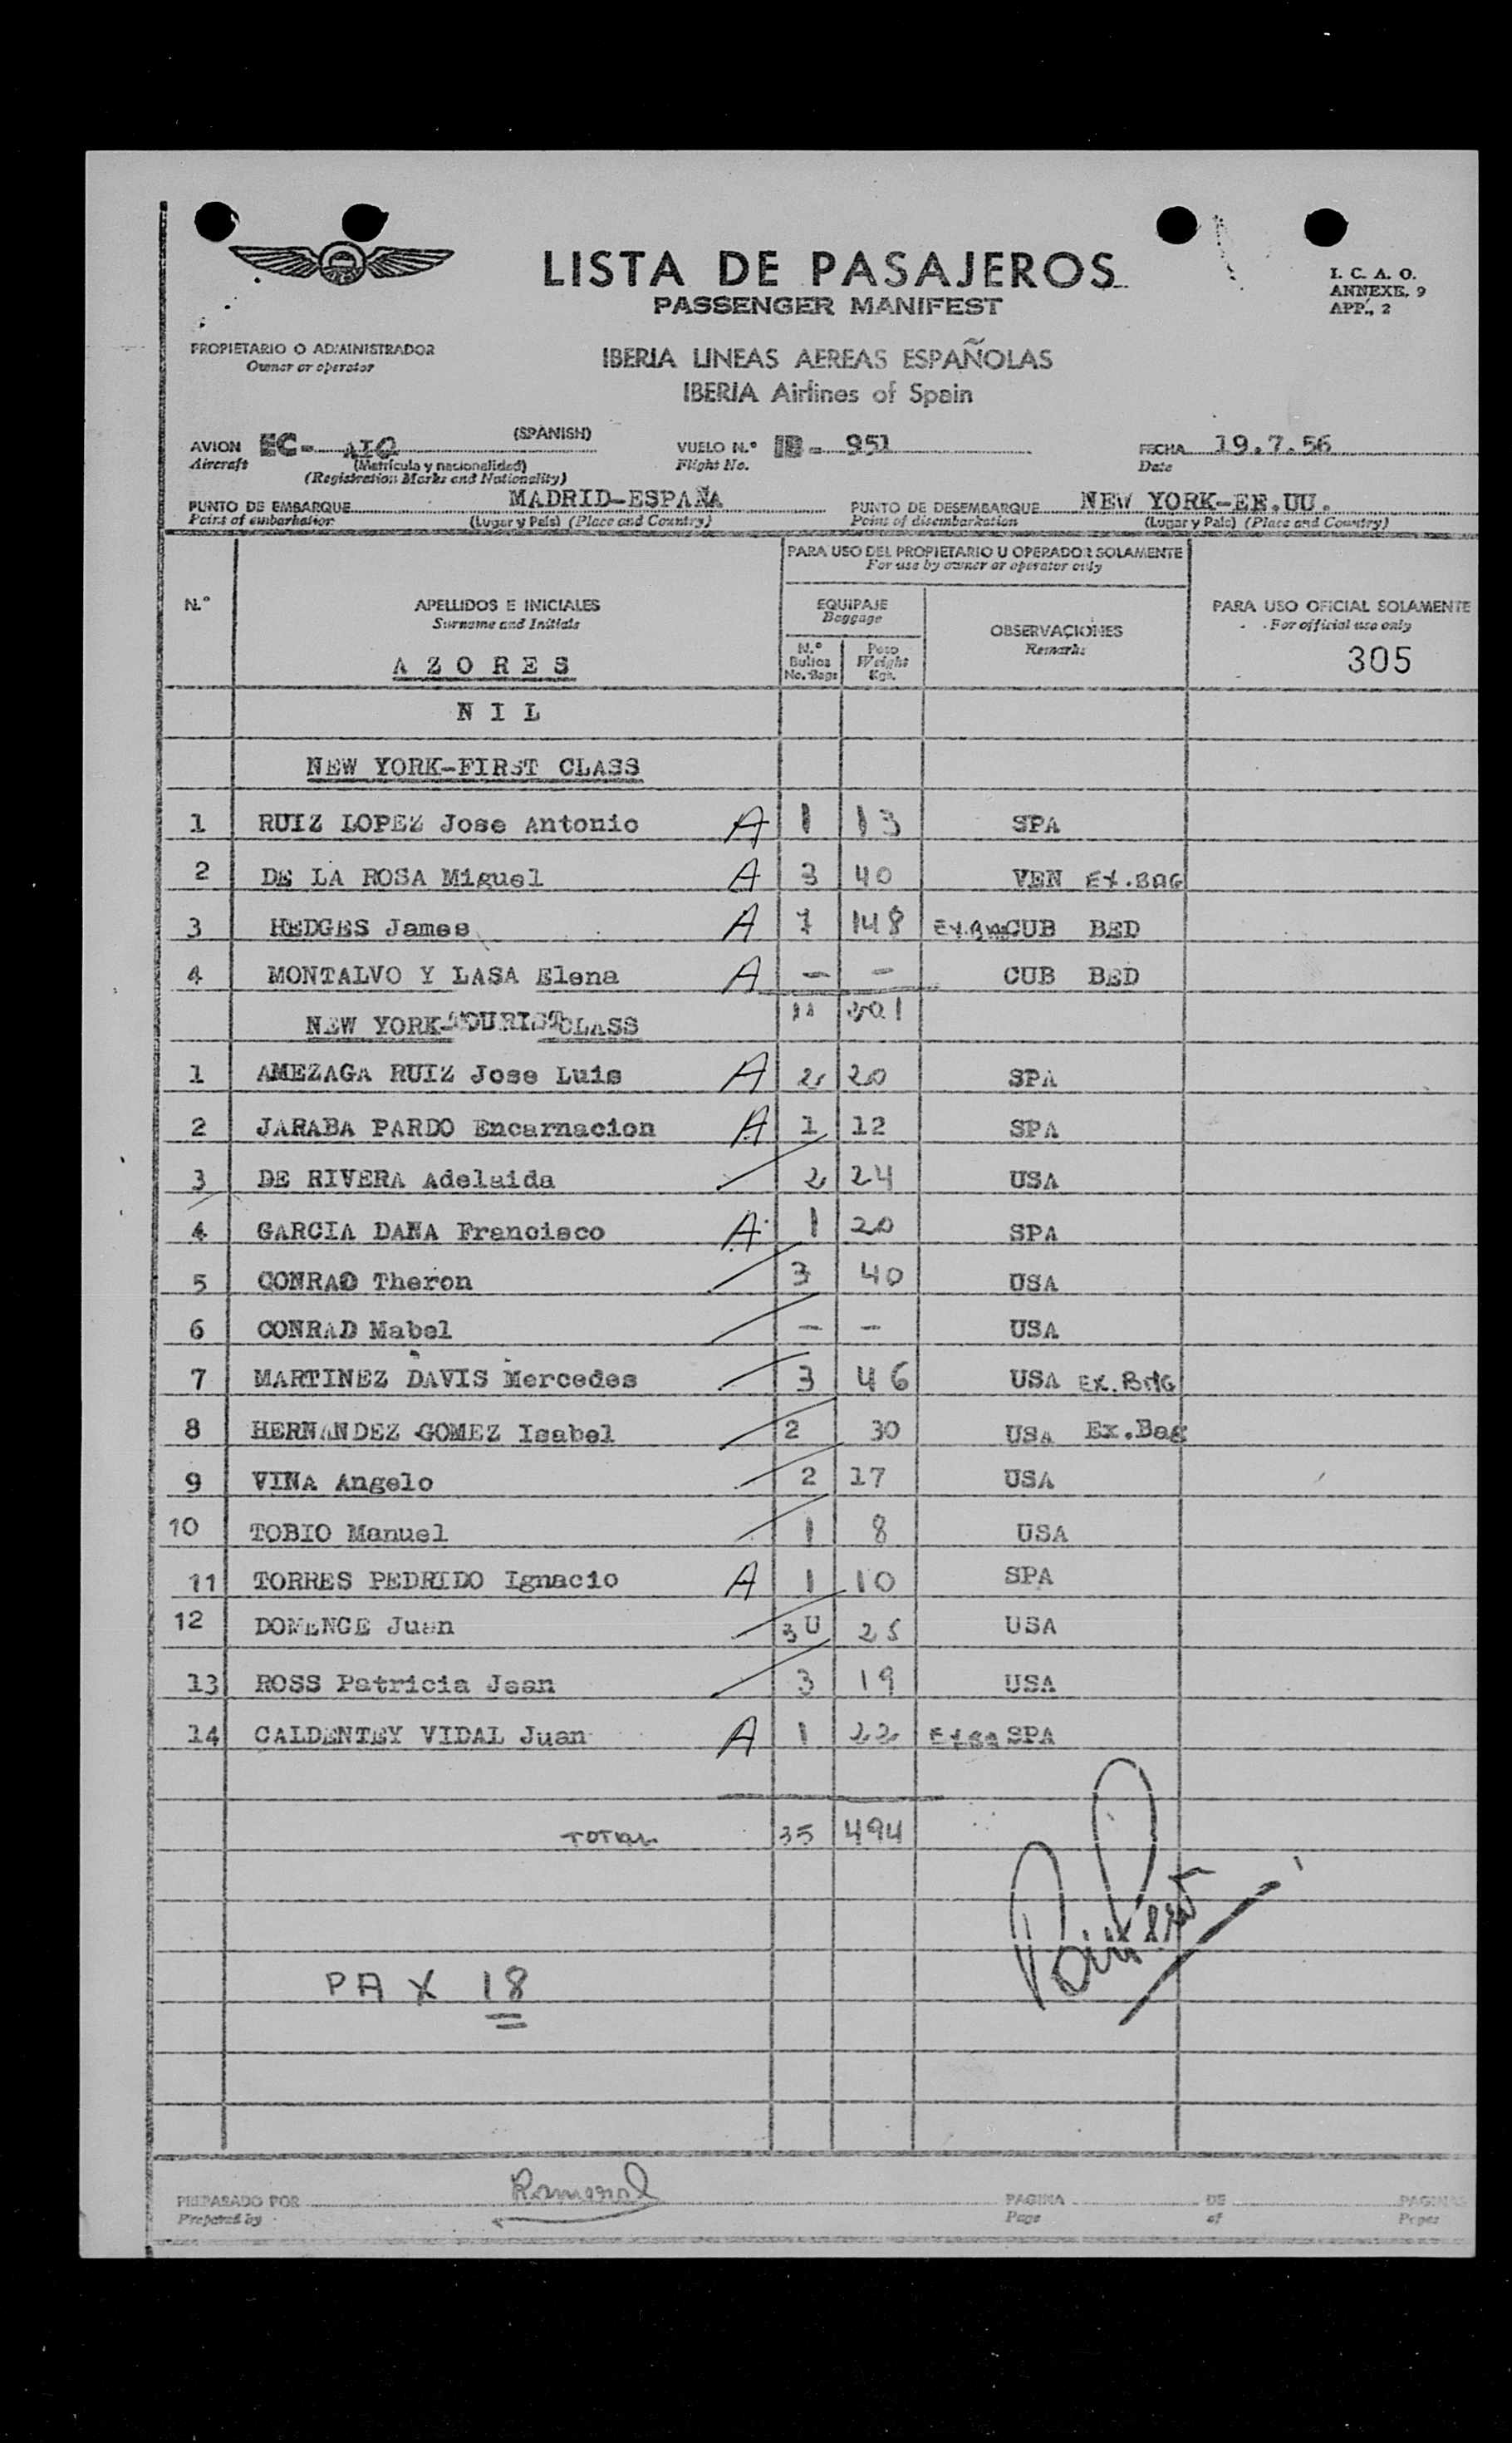 LISTA DE PASAJEROS
PASSENGER MANIFEST
I. C. A. O.
ANNEXE. 9
APP., 2
PROPIETARIO O ADMINISTRADOR
Owner or operator
IBERIA LINEAS AEREAS ESPAÑOLAS
IBERIA Airlines of Spain
AVION EC- (SPANISH) VUELO N.º IB- 951 FECHA 19.7.56
Aircraft (Matrícula y nacionalidad) Flight No. Date
(Registration Marks and Nationality)
PUNTO DE EMBARQUE MADRID-ESPAÑA PUNTO DE DESEMBARQUE NEW YORK-EE.UU.
Point of embarkation (Lugar y País) (Place and Country) Point of disembarkation (Lugar y País) (Place and Country)
PARA USO DEL PROPIETARIO U OPERADOR SOLAMENTE
For use by owner or operator only
N.º APELLIDOS E INICIALES EQUIPAJE OBSERVACIONES PARA USO OFICIAL SOLAMENTE
Surname and Initials Baggage Remarks For official use only
N.º Bultos No. Bags Peso Weight Kgs.
AZORES 305
NIL
NEW YORK-FIRST CLASS
1 RUIZ LOPEZ Jose Antonio A 1 13 SPA
2 DE LA ROSA Miguel A 3 40 VEN EX.BAG
3 HEDGES James A 7 148 CUB BED
4 MONTALVO Y LASA Elena A - - CUB BED
NEW YORK-TOURIST CLASS 11 201
1 AMEZAGA RUIZ Jose Luis A 2 20 SPA
2 JARABA PARDO Encarnacion A 1 12 SPA
3 DE RIVERA Adelaida 2 24 USA
4 GARCIA DANA Francisco A 1 20 SPA
5 CONRAD Theron 3 40 USA
6 CONRAD Mabel - - USA
7 MARTINEZ DAVIS Mercedes 3 46 USA EX.BAG
8 HERNANDEZ GOMEZ Isabel 2 30 USA Ex.Bag
9 VINA Angelo 2 17 USA
10 TOBIO Manuel 1 8 USA
11 TORRES PEDRIDO Ignacio A 1 10 SPA
12 DOMENGE Juan 3U 25 USA
13 ROSS Patricia Jean 3 19 USA
14 CALDENTEY VIDAL Juan A 1 22 SPA
TOTAL 35 494
PAX 18
PREPARADO POR PAGINA DE PAGINAS
Prepared by Page of Pages